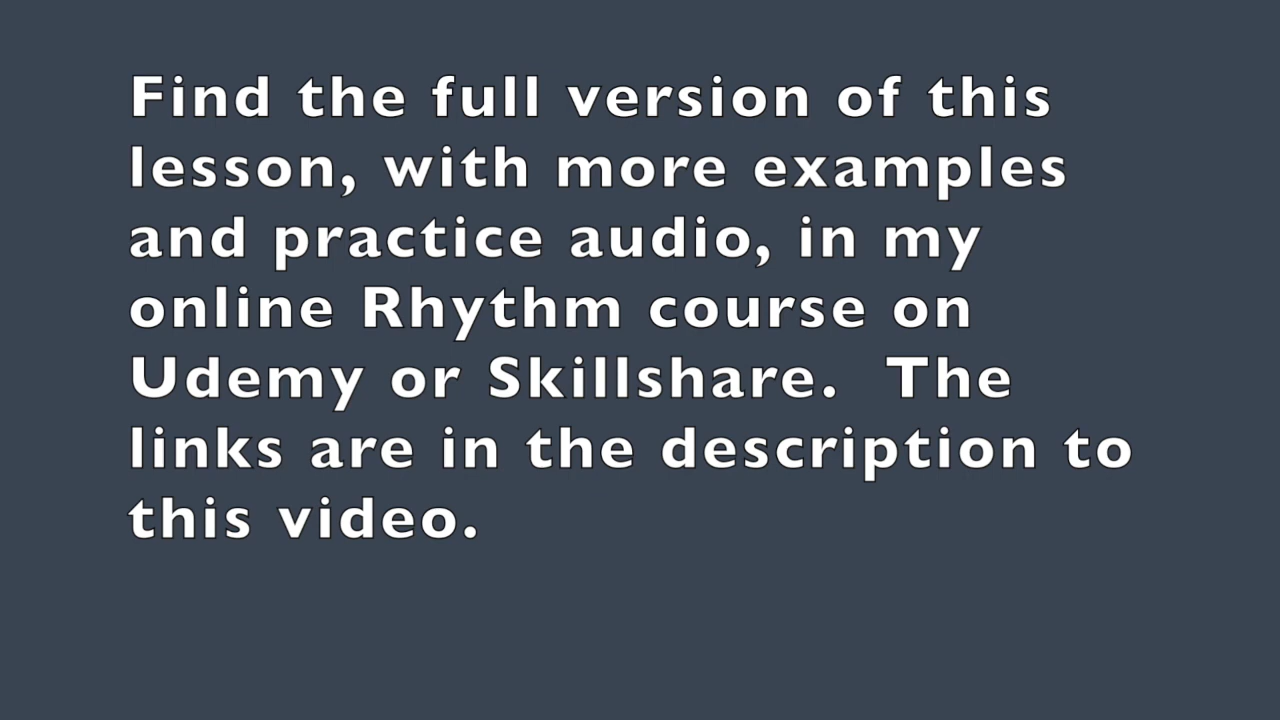 Find the full version of this
lesson, with more examples
and practice audio, in my
online Rhythm course on
Udemy or Skillshare.  The
links are in the description to
this video.